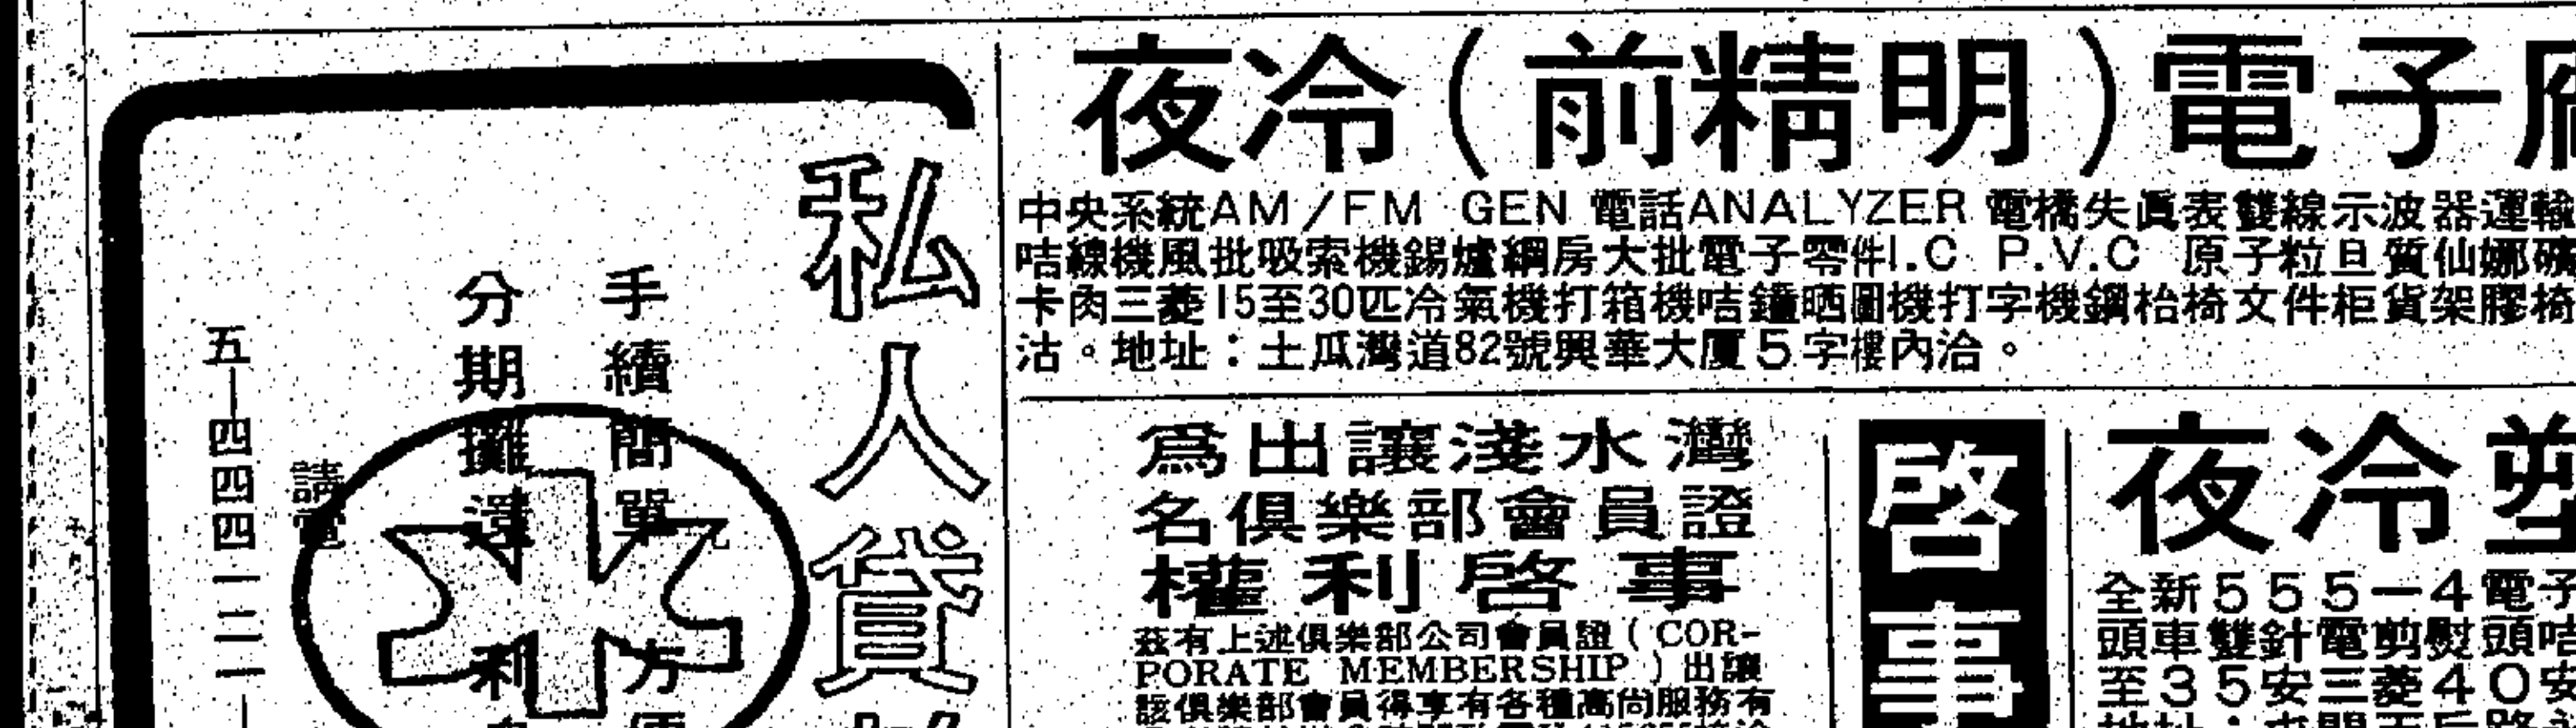 夜冷（前精明）電子
中央系統AM/FM GEN 電話ANALYZER 電橋失眞表雙線示波器運輸
咭線機風批吸索機錫爐綱房大批電子零件I.C P.V.C 原子粒旦質仙娜
卡肉三菱15至30匹冷氣機打箱機咭鐘晒圖機打字機鋼枱椅文件柜貨架膠椅
沽。地址：土瓜灣道82號興華大厦5字樓內洽。
私人貸
手續簡單
方便
分期攤還
利
請電
五—四四四一二二一
為出讓淺水灣
名俱樂部會員證
權利啓事
茲有上述俱樂部公司會員證（COR-
PORATE MEMBERSHIP）出讓
該俱樂部會員得享有各種高尙服務有
啓事
夜冷
全新555－4電子
頭車雙針電剪熨頭咭
至35安三菱40安